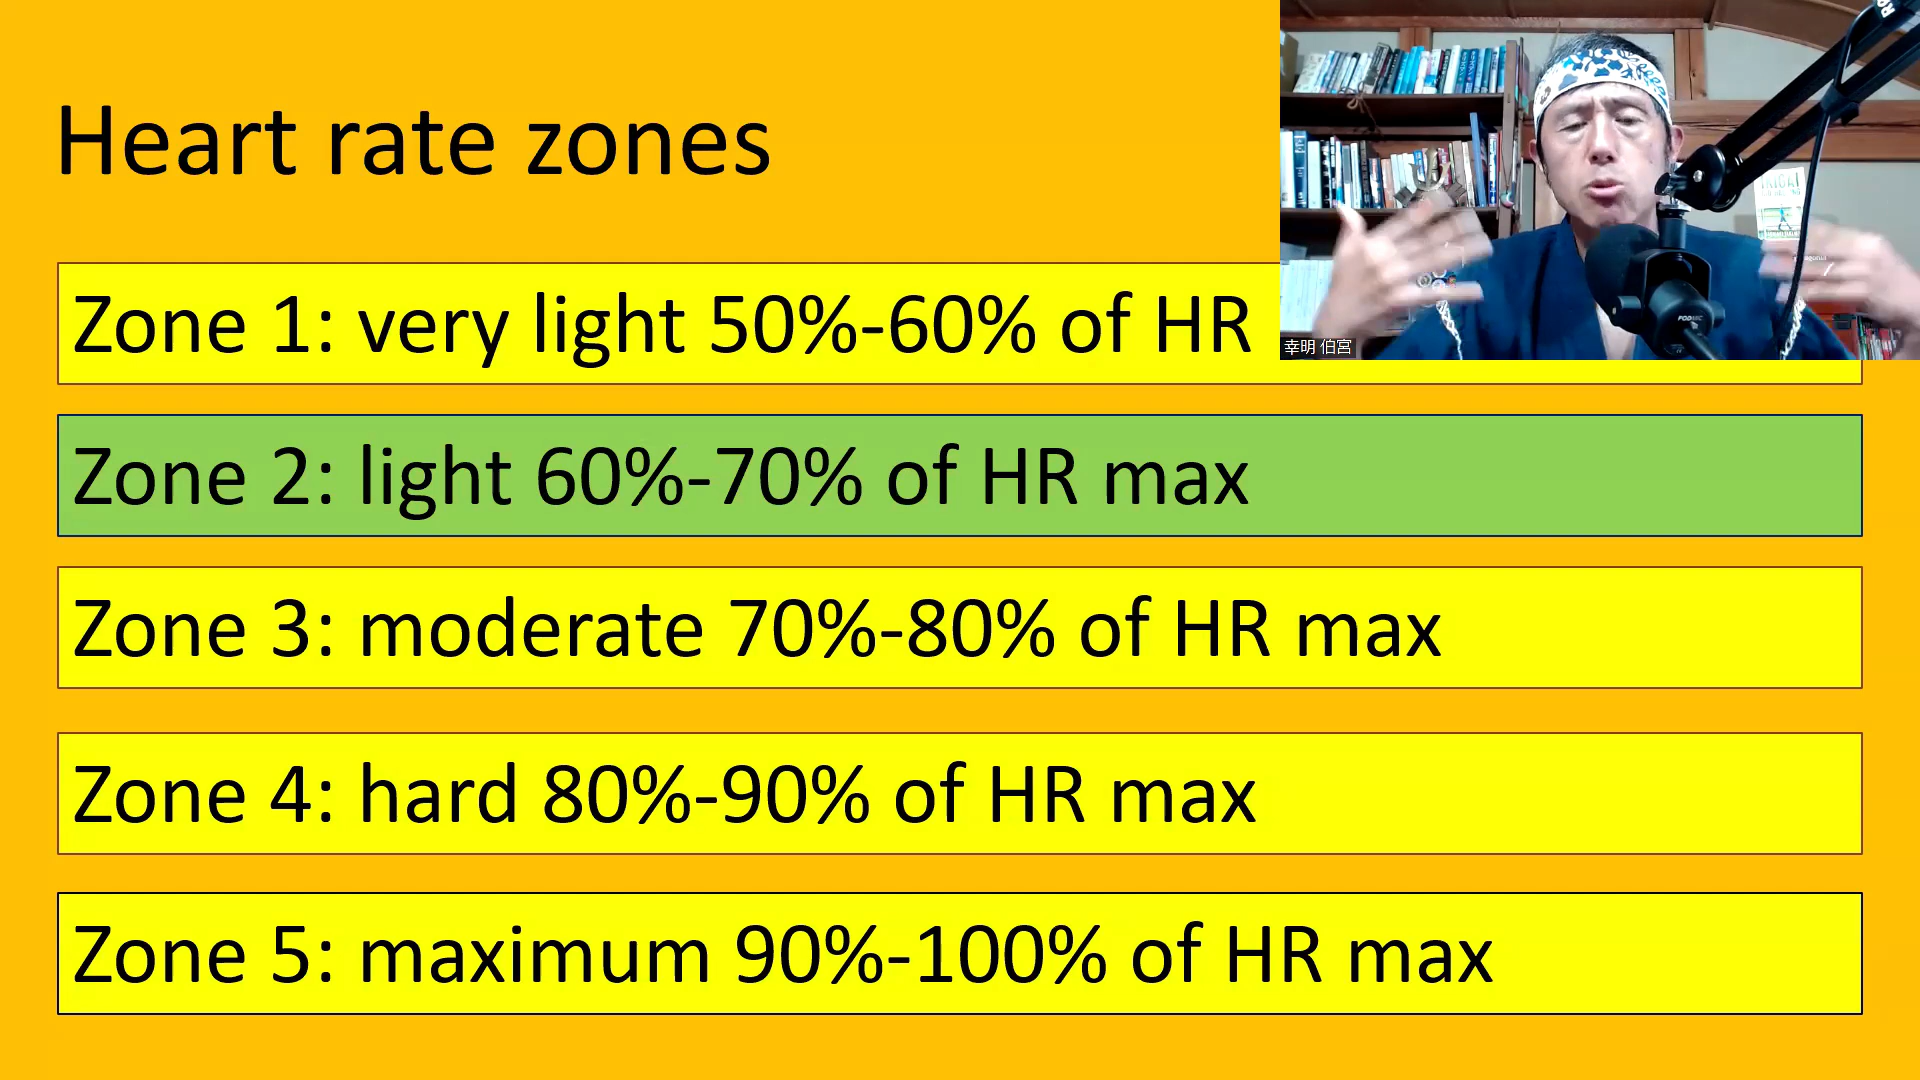 Heart rate zones
Zone 1: very light 50%-60% of HR
Zone 2: light 60%-70% of HR max
Zone 3: moderate 70%-80% of HR max
Zone 4: hard 80%-90% of HR max
Zone 5: maximum 90%-100% of HR max
幸明 伯宮
IKIGAI
PODMIC